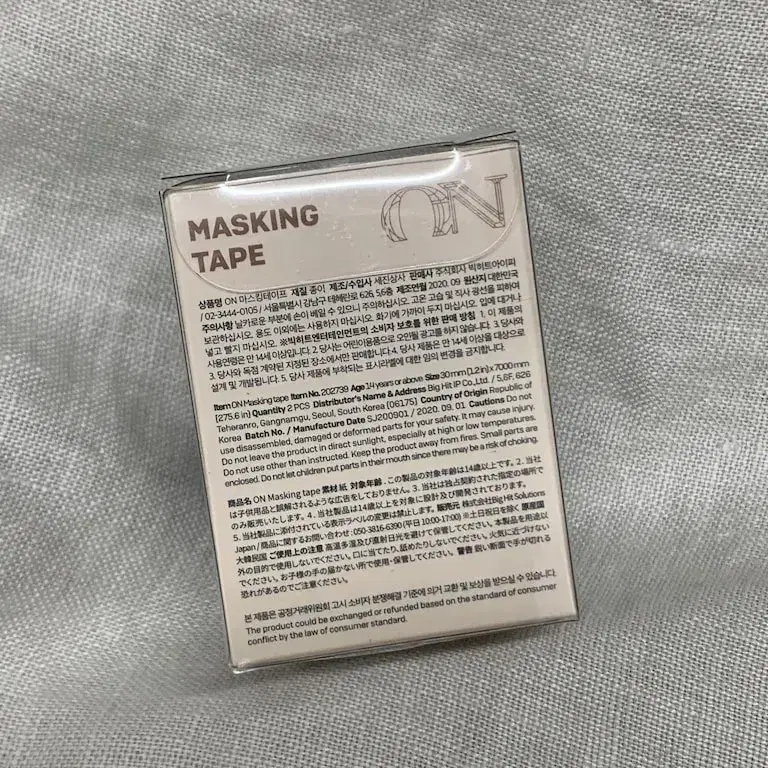 MASKING
TAPE
ON
상품명 ON 마스킹테이프 재질 종이 제조/수입사 세진상사 판매사 주식회사 빅히트아이피
/ 02-3444-0105 / 서울특별시 강남구 테헤란로 626, 5,6층 제조연월 2020. 09 원산지 대한민국
주의사항 날카로운 부분에 손이 베일 수 있으니 주의하십시오. 고온 고습 및 직사 광선을 피하여
보관하십시오. 용도 이외에는 사용하지 마십시오. 화기에 가까이 두지 마십시오. 입에 대거나
넣고 빨지 마십시오. ※빅히트엔터테인먼트의 소비자 보호를 위한 판매 방침 1. 이 제품의
사용연령은 만 14세 이상입니다. 2. 당사는 어린이용품으로 오인될 광고를 하지 않습니다. 3. 당사와
3. 당사와 독점 계약된 지정된 장소에서만 판매합니다. 4. 당사 제품은 만 14세 이상을 대상으로
설계 및 개발됩니다. 5. 당사 제품에 부착되는 표시라벨에 대한 임의 변경을 금지합니다.
Item ON Masking tape Item No. 202739 Age 14 years or above Size 30 mm [1.2in] x 7000 mm
[275.6 in] Quantity 2 PCS Distributor's Name & Address Big Hit IP Co.,Ltd. / 5,6F, 626
Teheranro, Gangnamgu, Seoul, South Korea (06175) Country of Origin Republic of
Korea Batch No. / Manufacture Date SJ200901 / 2020. 09. 01 Cautions Do not
use disassembled, damaged or deformed parts for your safety. It may cause injury.
Do not leave the product in direct sunlight, especially at high or low temperatures.
Do not use other than instructed. Keep the product away from fires. Small parts are
enclosed. Do not let children put parts in their mouth since there may be a risk of choking.
商品名 ON Masking tape 素材 紙 対象年齢 . この製品の対象年齢は14歳以上です。2. 当社
は子供用品と誤解されるような広告をしておりません。3. 当社は独占契約された指定の場所で
のみ販売いたします。4. 当社製品は14歳以上を対象に設計及び開発されております。
5. 当社製品に添付されている表示ラベルの変更は禁止します。販売元 株式会社Big Hit Solutions
Japan / 商品に関するお問い合わせ : 050-3816-6390 (平日 10:00-17:00) ※土日祝日を除く 原産国
大韓民国 ご使用上の注意 高温多湿及び直射日光を避けて保管してください。本製品を用途以
外の目的で使用しないでください。口に当てたり、舐めたりしないでください。火気に近づけない
でください。お子様の手の届かない所で使用・保管してください。警告 鋭い断面で手が切れる
恐れがあるのでご注意ください。
본 제품은 공정거래위원회 고시 소비자 분쟁해결 기준에 의거 교환 및 보상을 받으실 수 있습니다.
The product could be exchanged or refunded based on the standard of consumer
conflict by the law of consumer standard.